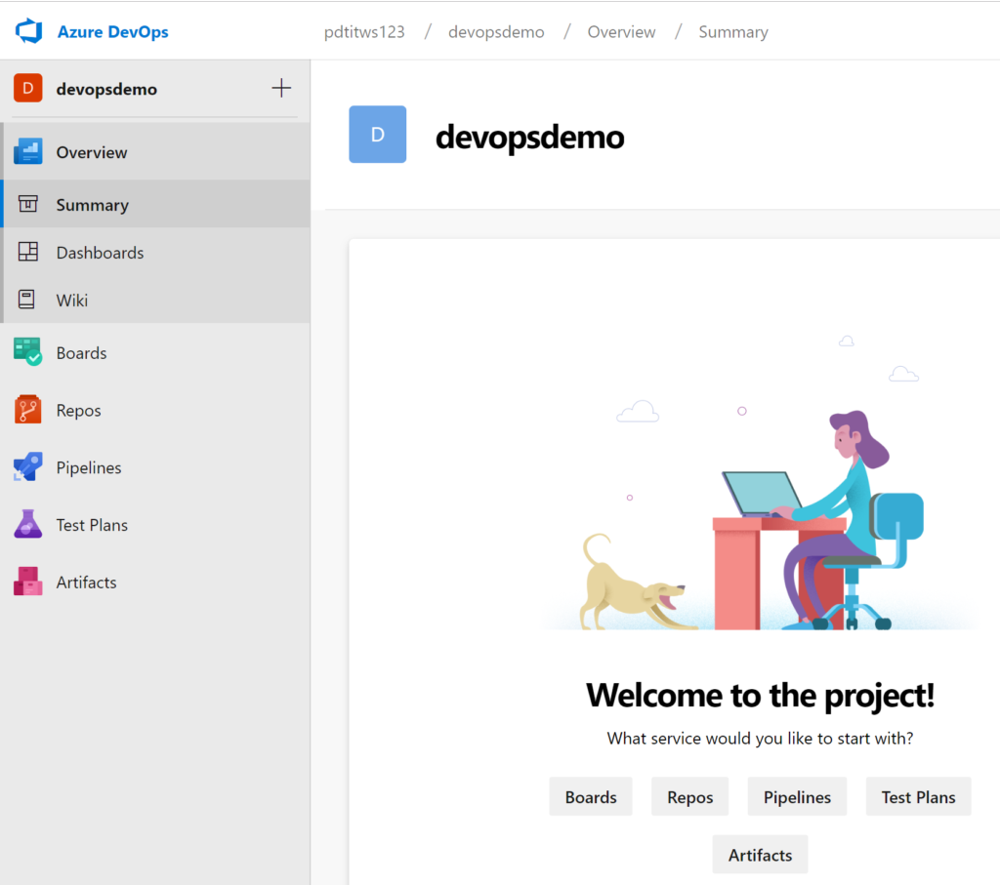 Azure DevOps
pdtitws123 / devopsdemo / Overview / Summary
D devopsdemo +
Overview
Summary
Dashboards
Wiki
Boards
Repos
Pipelines
Test Plans
Artifacts
D devopsdemo
Welcome to the project!
What service would you like to start with?
Boards Repos Pipelines Test Plans
Artifacts